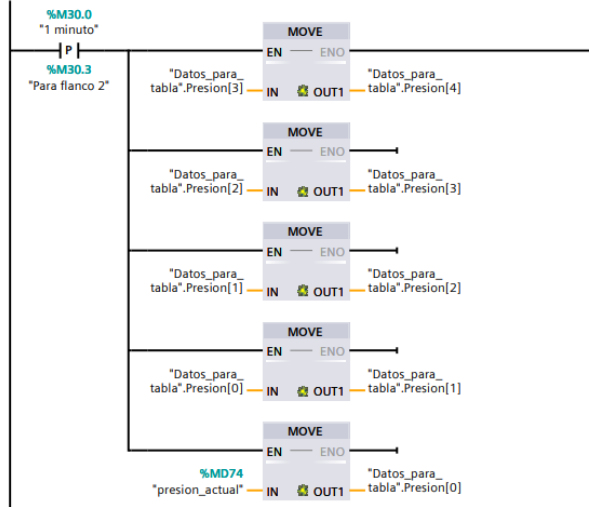 %M30.0
"1 minuto"
P
%M30.3
"Para flanco 2"
MOVE
EN
ENO
"Datos_para_
tabla".Presion[3]
IN
OUT1
"Datos_para_
tabla".Presion[4]
MOVE
EN
ENO
"Datos_para_
tabla".Presion[2]
IN
OUT1
"Datos_para_
tabla".Presion[3]
MOVE
EN
ENO
"Datos_para_
tabla".Presion[1]
IN
OUT1
"Datos_para_
tabla".Presion[2]
MOVE
EN
ENO
"Datos_para_
tabla".Presion[0]
IN
OUT1
"Datos_para_
tabla".Presion[1]
MOVE
EN
ENO
%MD74
"presion_actual"
IN
OUT1
"Datos_para_
tabla".Presion[0]